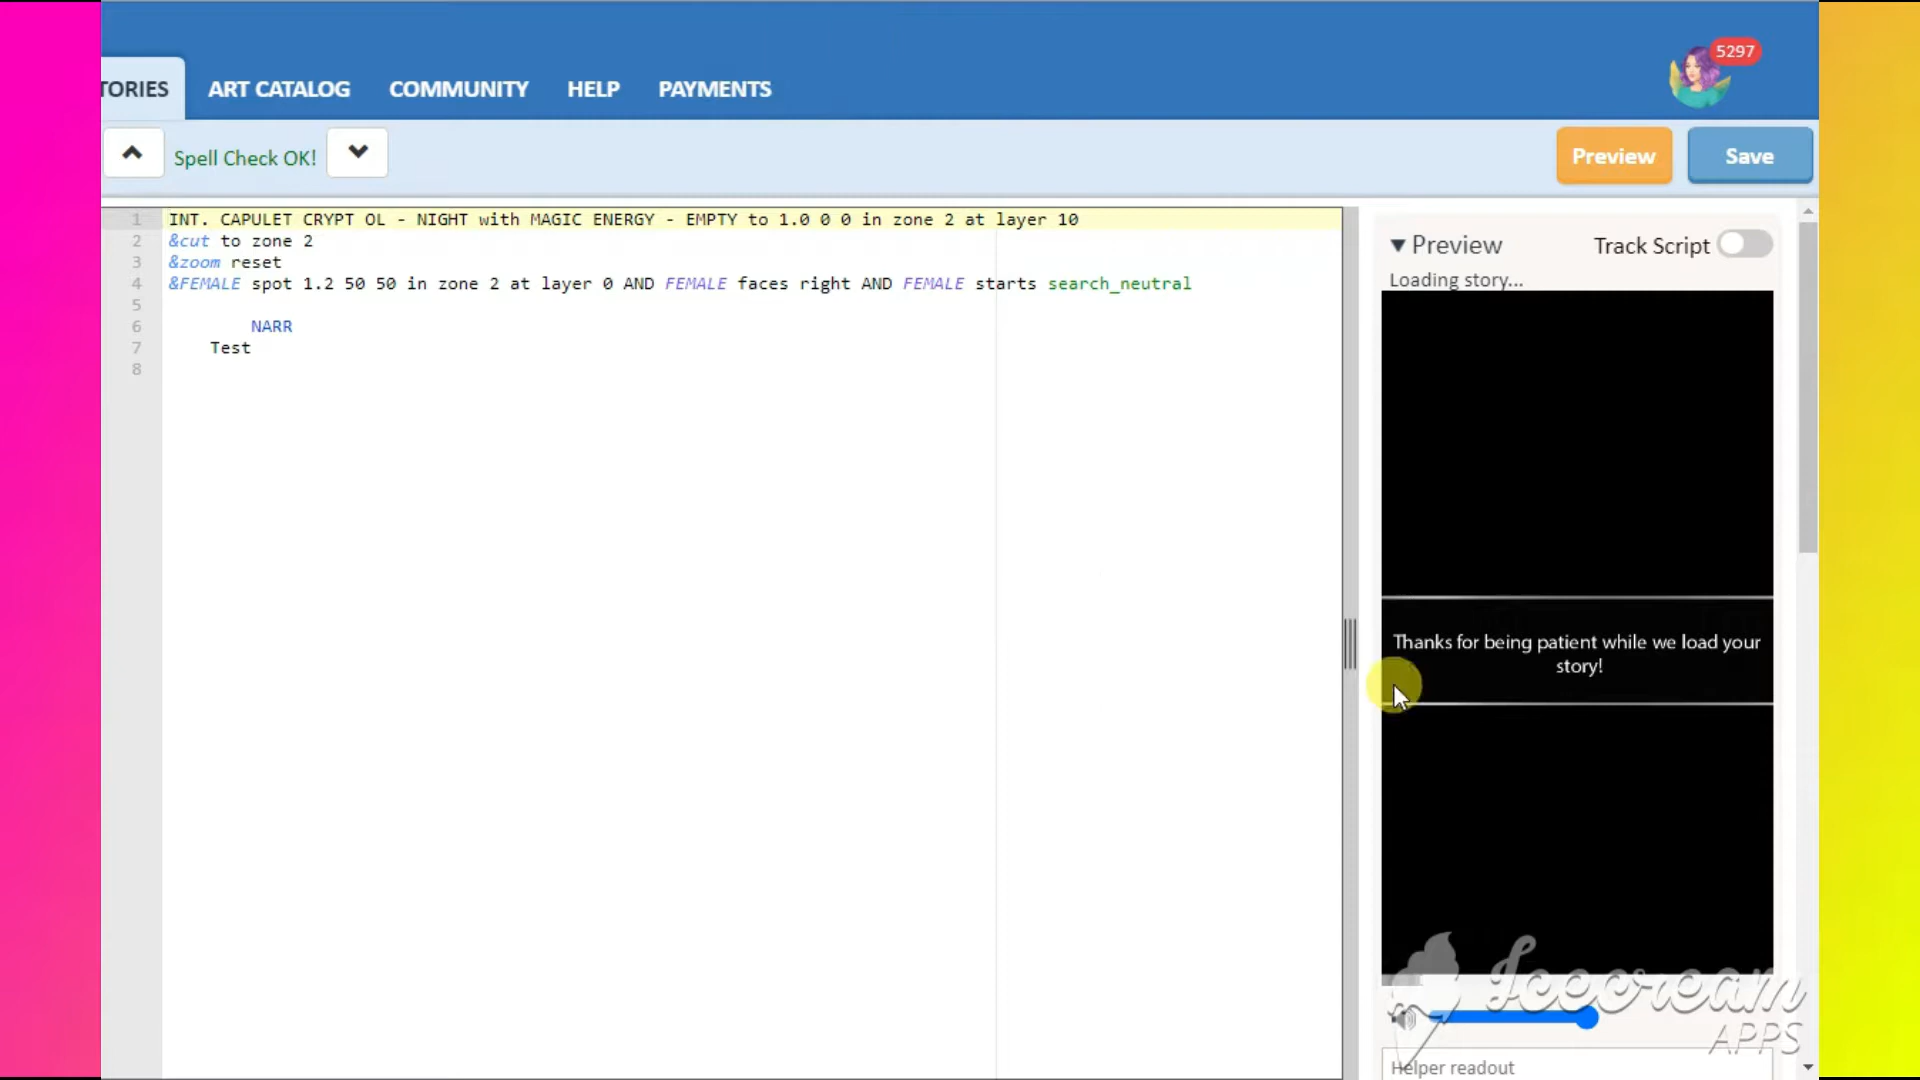 5297
TORIES ART CATALOG COMMUNITY HELP PAYMENTS
Spell Check OK!
Preview Save
1 INT. CAPULET CRYPT OL - NIGHT with MAGIC ENERGY - EMPTY to 1.0 0 0 in zone 2 at layer 10
2 &cut to zone 2
3 &zoom reset
4 &FEMALE spot 1.2 50 50 in zone 2 at layer 0 AND FEMALE faces right AND FEMALE starts search_neutral
5
6 NARR
7 Test
8
Preview Track Script
Loading story...
Thanks for being patient while we load your
story!
Icecream
APPS
Helper readout